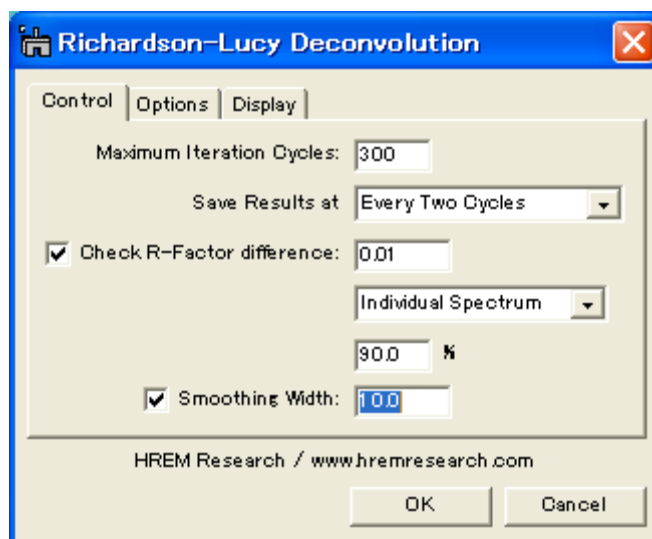 Richardson-Lucy Deconvolution
Control Options Display
Maximum Iteration Cycles: 300
Save Results at Every Two Cycles
Check R-Factor difference: 0.01
Individual Spectrum
90.0 %
Smoothing Width: 10.0
HREM Research / www.hremresearch.com
OK Cancel